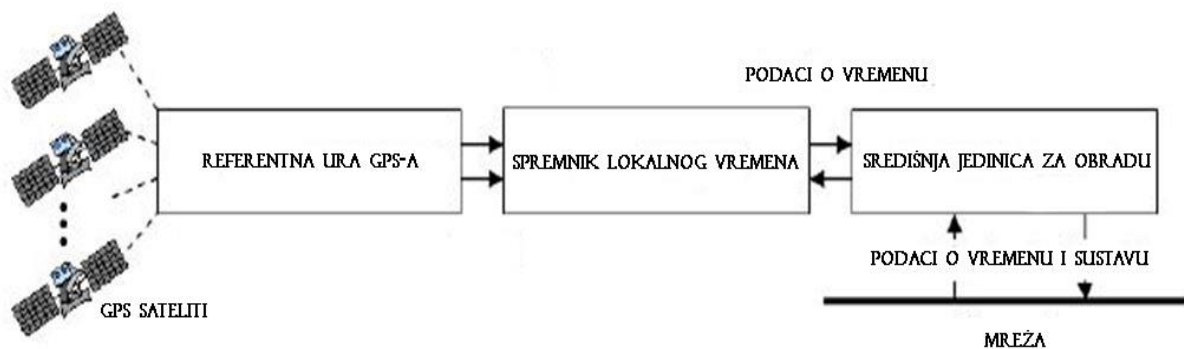 PODACI O VREMENU
REFERENTNA URA GPS-A
SPREMNIK LOKALNOG VREMENA
SREDIŠNJA JEDINICA ZA OBRADU
PODACI O VREMENU I SUSTAVU
GPS SATELITI
MREŽA